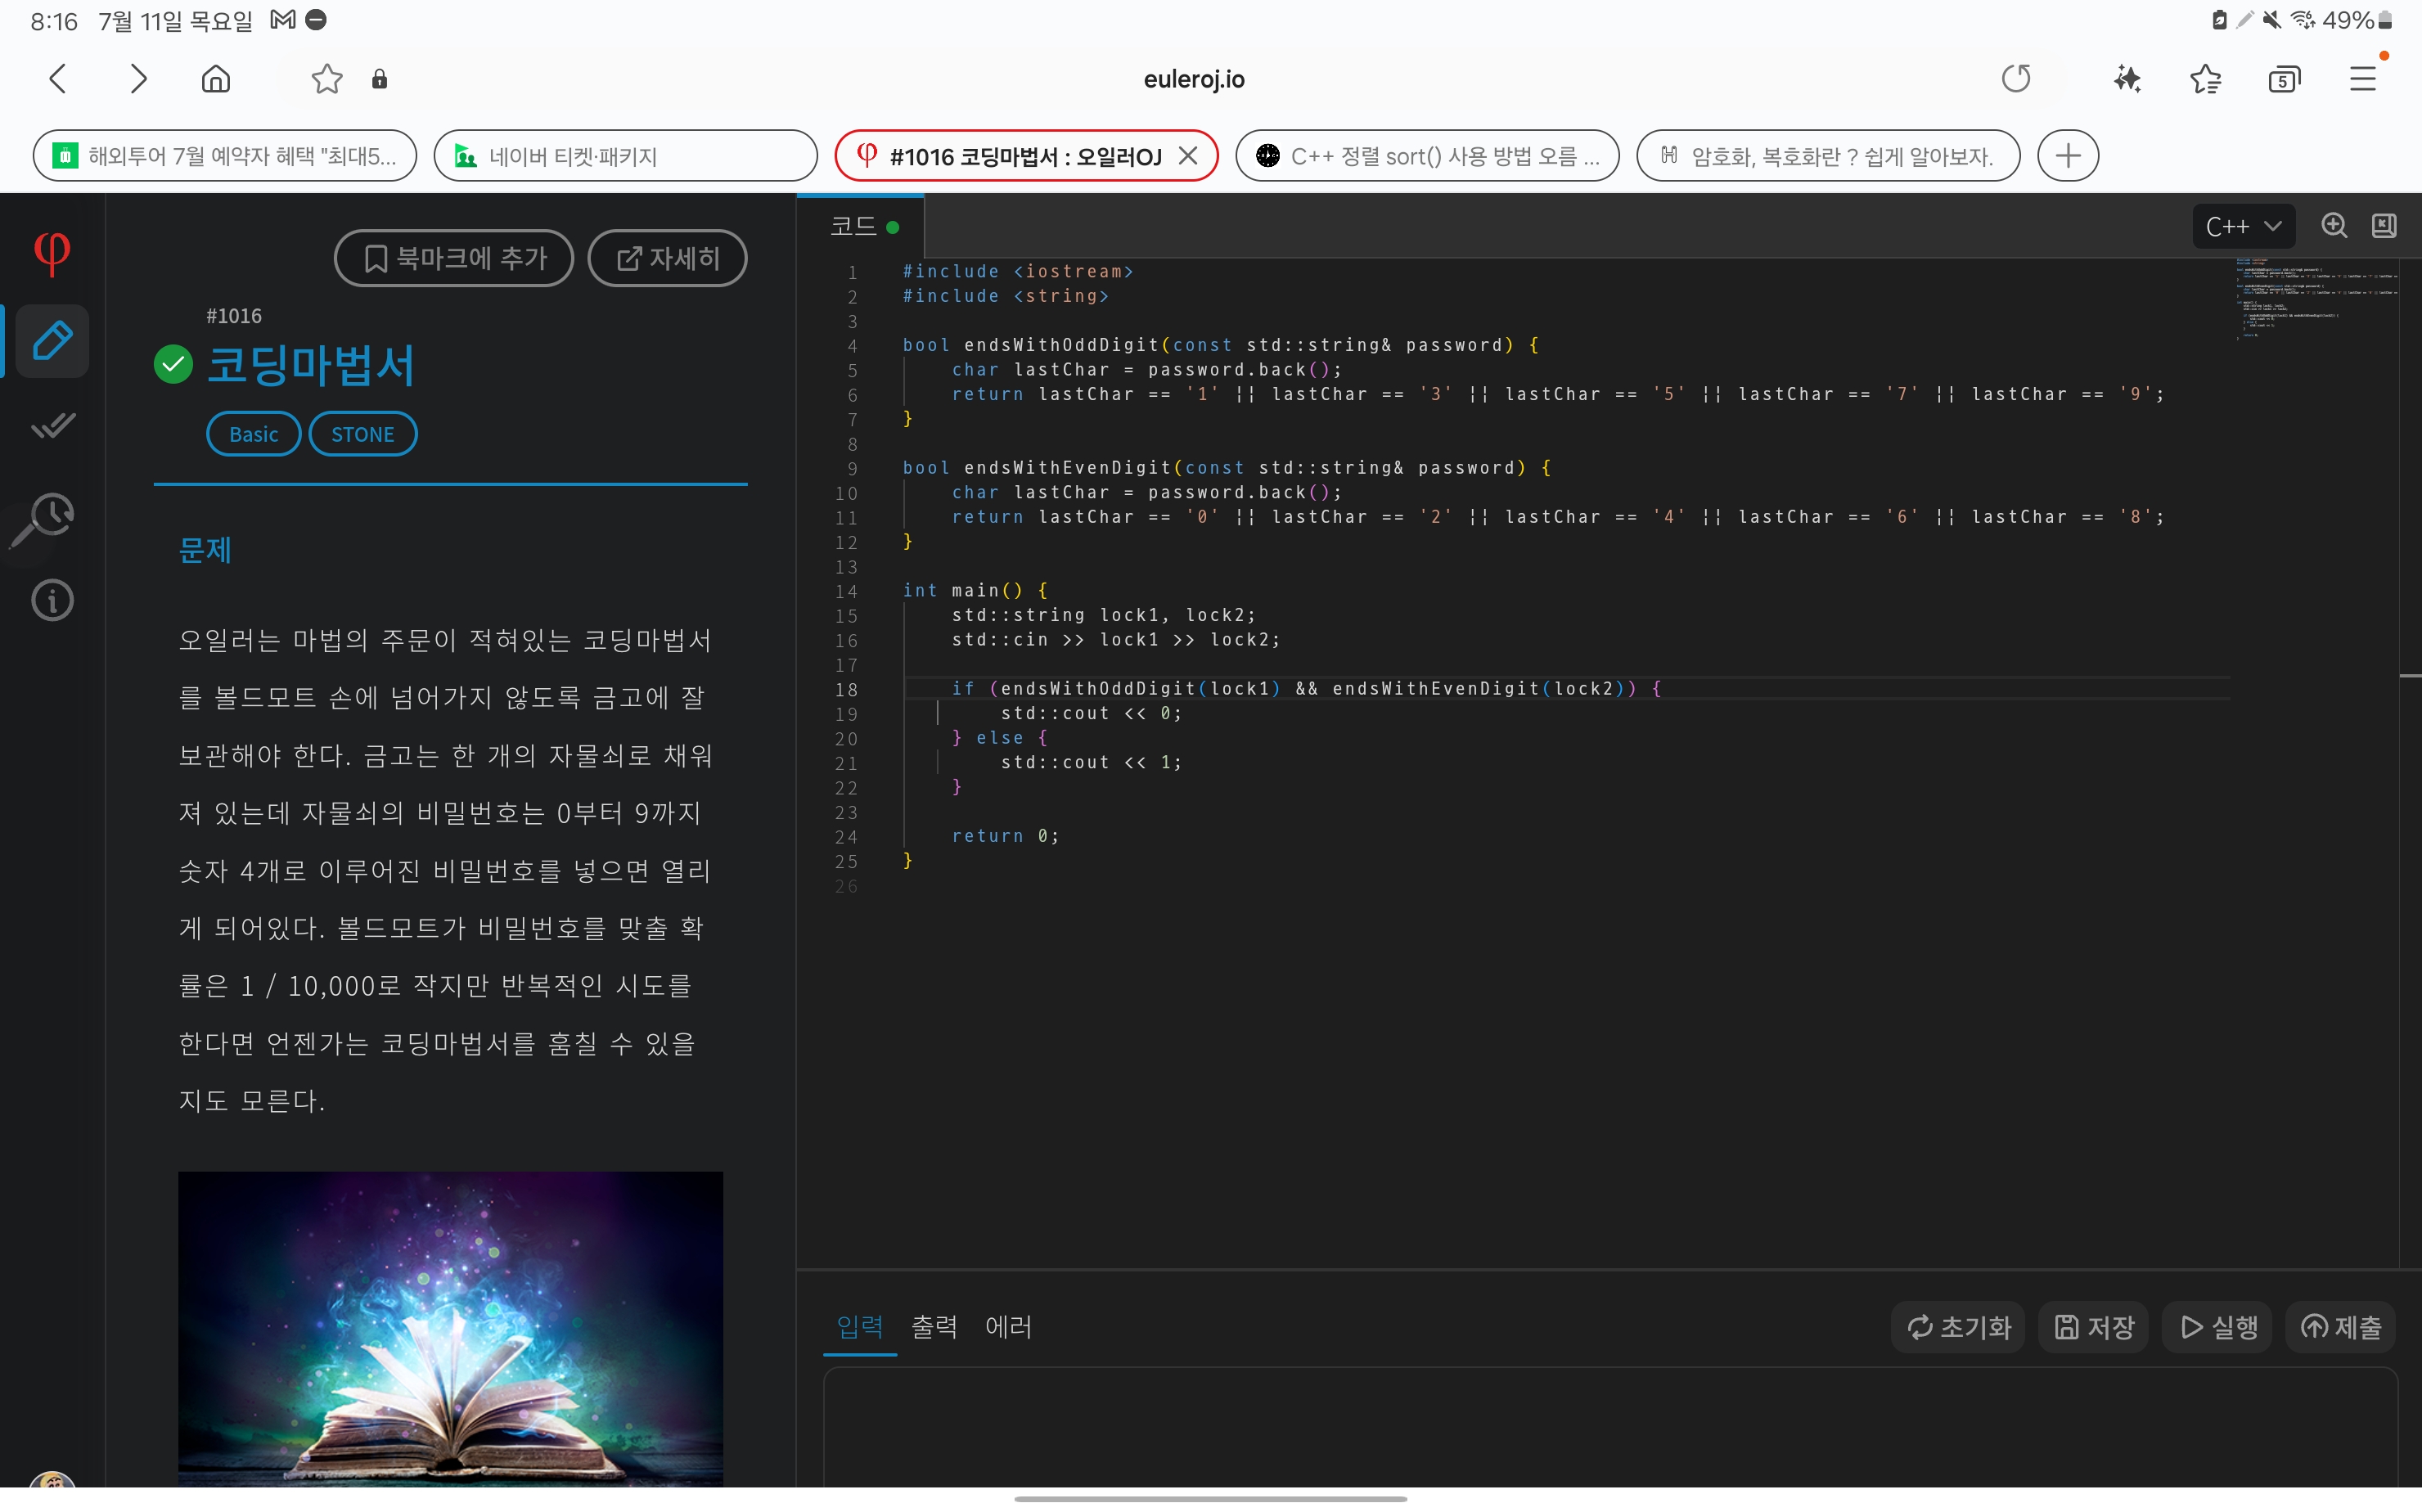 8:16 7월 11일 목요일
49%
euleroj.io
5
해외투어 7월 예약자 혜택 "최대5...
네이버 티켓·패키지
#1016 코딩마법서 : 오일러OJ
C++ 정렬 sort() 사용 방법 오름 ...
암호화, 복호화란 ? 쉽게 알아보자.
φ
북마크에 추가
자세히
#1016
코딩마법서
Basic
STONE
문제
오일러는 마법의 주문이 적혀있는 코딩마법서
를 볼드모트 손에 넘어가지 않도록 금고에 잘
보관해야 한다. 금고는 한 개의 자물쇠로 채워
져 있는데 자물쇠의 비밀번호는 0부터 9까지
숫자 4개로 이루어진 비밀번호를 넣으면 열리
게 되어있다. 볼드모트가 비밀번호를 맞출 확
률은 1 / 10,000로 작지만 반복적인 시도를
한다면 언젠가는 코딩마법서를 훔칠 수 있을
지도 모른다.
코드
C++
1 #include <iostream>
2 #include <string>
3
4 bool endsWithOddDigit(const std::string& password) {
5     char lastChar = password.back();
6     return lastChar == '1' || lastChar == '3' || lastChar == '5' || lastChar == '7' || lastChar == '9';
7 }
8
9 bool endsWithEvenDigit(const std::string& password) {
10     char lastChar = password.back();
11     return lastChar == '0' || lastChar == '2' || lastChar == '4' || lastChar == '6' || lastChar == '8';
12 }
13
14 int main() {
15     std::string lock1, lock2;
16     std::cin >> lock1 >> lock2;
17
18     if (endsWithOddDigit(lock1) && endsWithEvenDigit(lock2)) {
19         std::cout << 0;
20     } else {
21         std::cout << 1;
22     }
23
24     return 0;
25 }
26
입력 출력 에러
초기화
저장
실행
제출